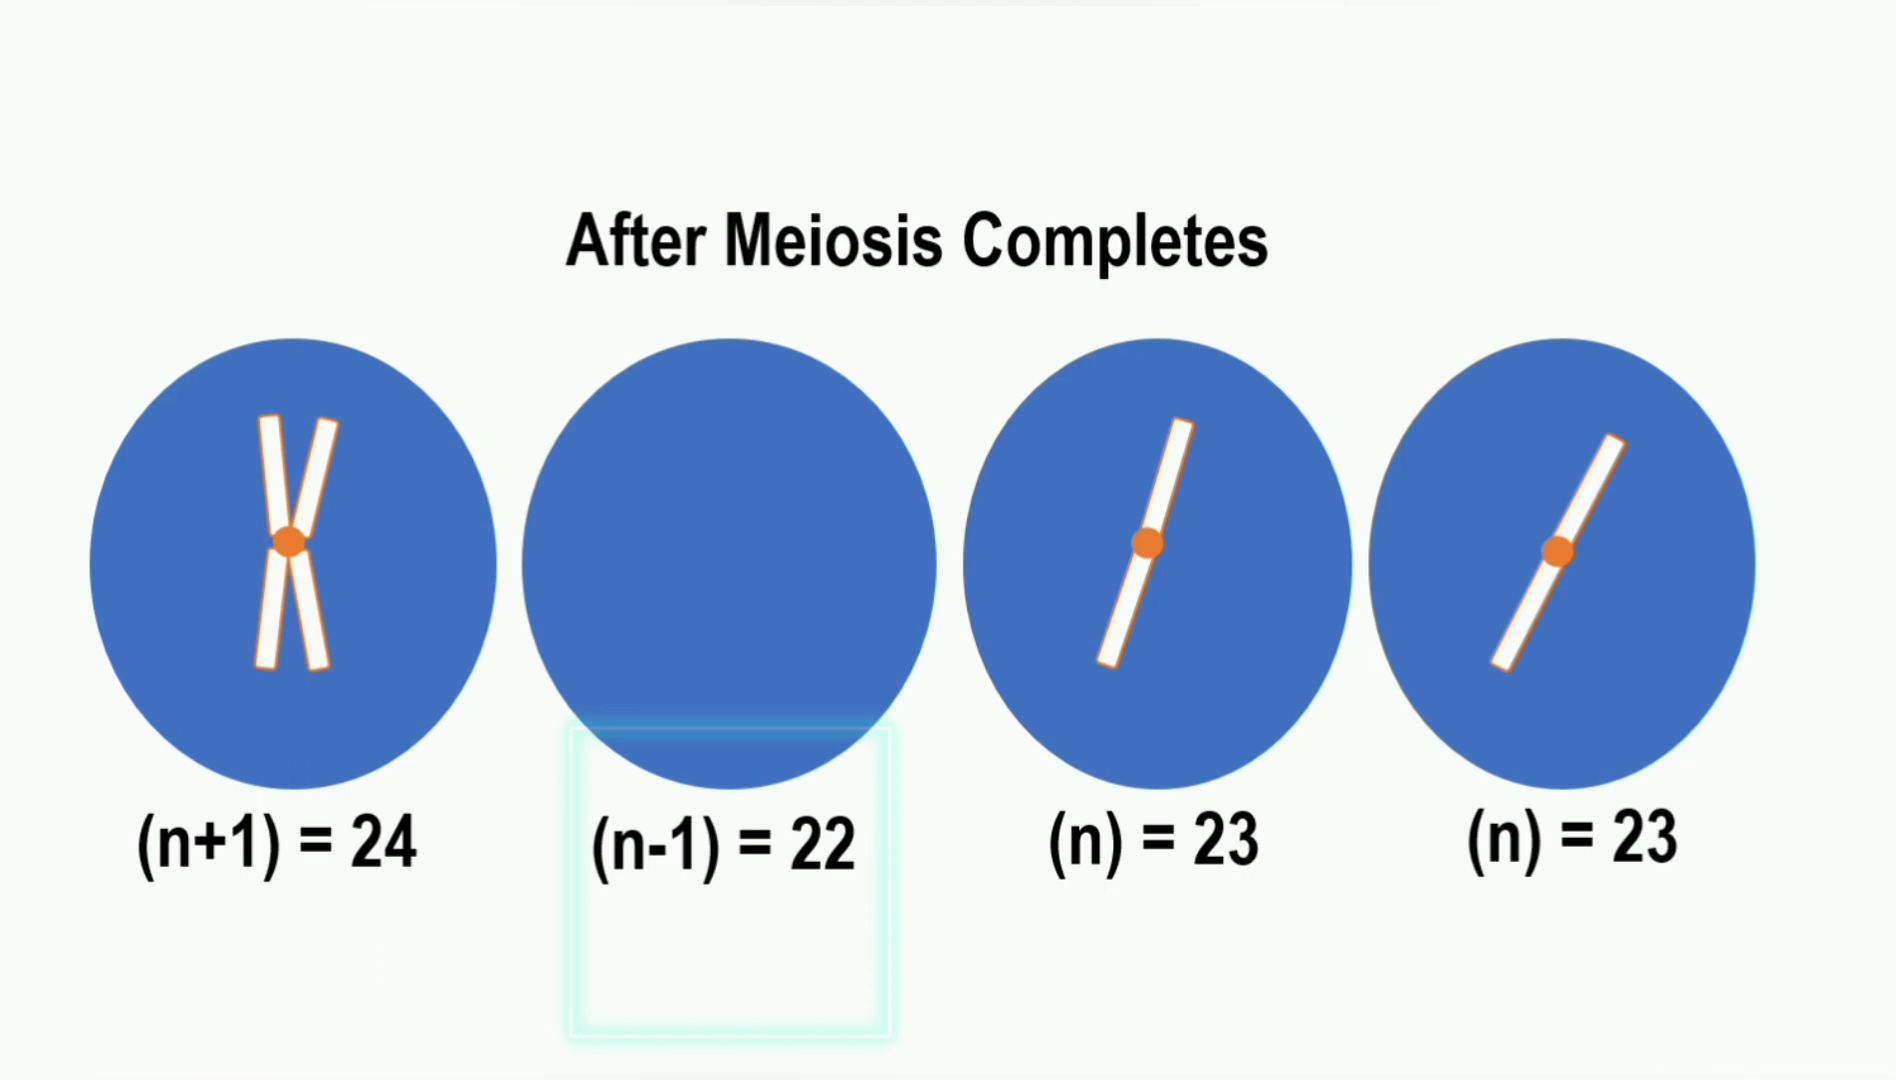 After Meiosis Completes
(n+1) = 24
(n-1) = 22
(n) = 23
(n) = 23